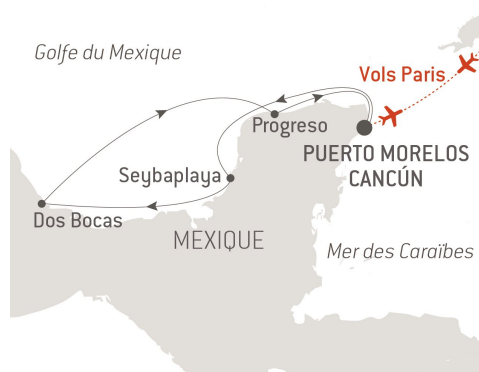 Golfe du Mexique
Vols Paris
Progreso
PUERTO MORELOS
CANCÚN
Seybaplaya
Dos Bocas
MEXIQUE
Mer des Caraïbes